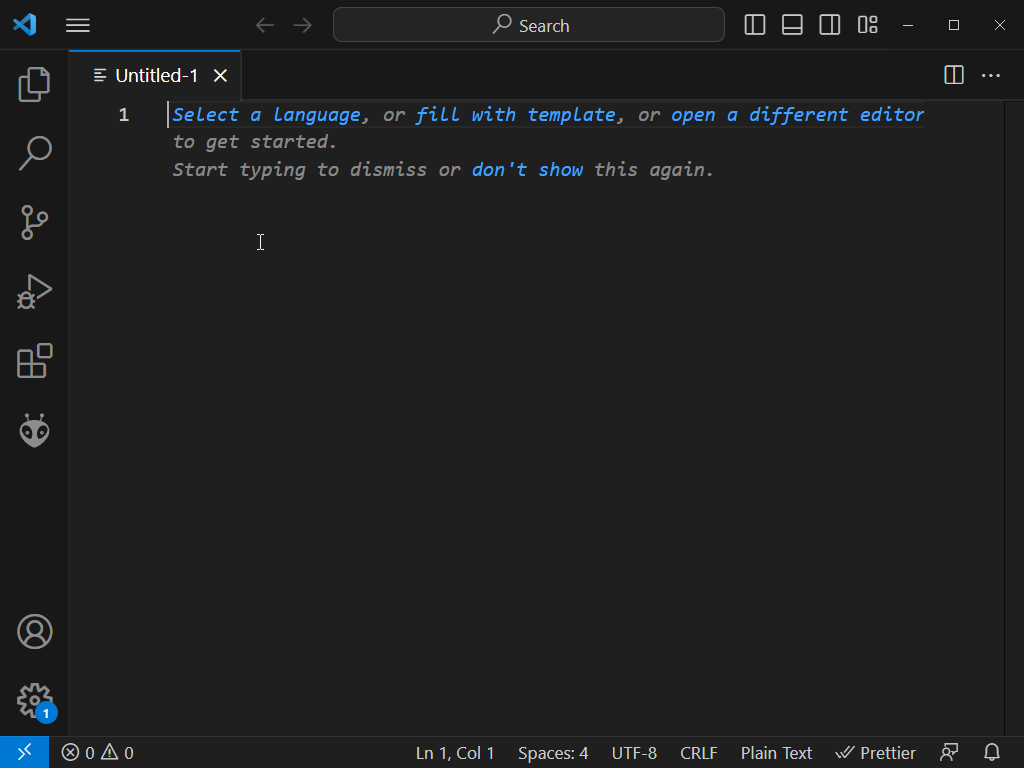 Search
Untitled-1
1
Select a language, or fill with template, or open a different editor
to get started.
Start typing to dismiss or don't show this again.
1
0 0 Ln 1, Col 1 Spaces: 4 UTF-8 CRLF Plain Text Prettier